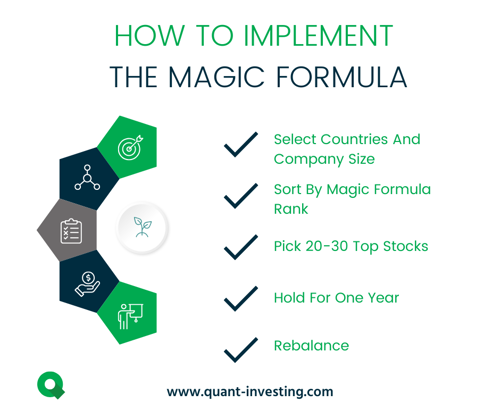 HOW TO IMPLEMENT
THE MAGIC FORMULA
Select Countries And
Company Size
Sort By Magic Formula
Rank
Pick 20-30 Top Stocks
Hold For One Year
Rebalance
$
www.quant-investing.com